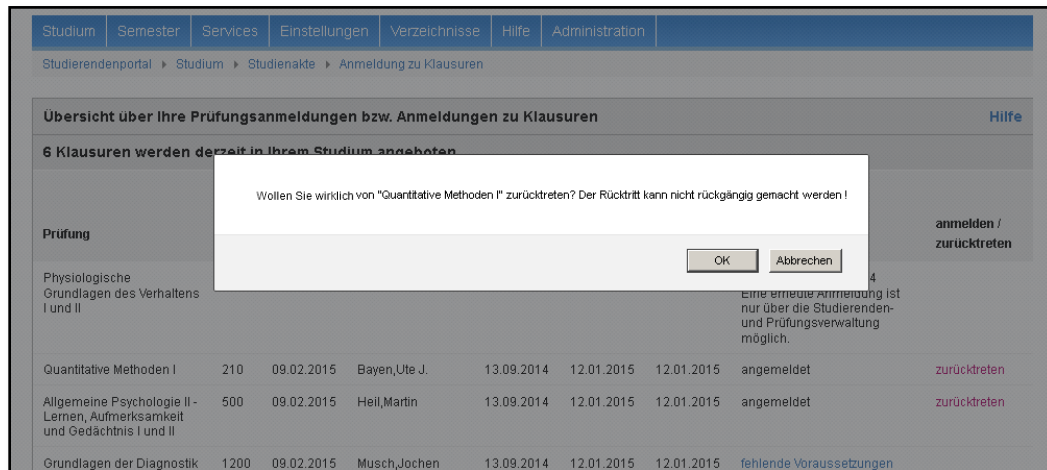 Studium Semester Services Einstellungen Verzeichnisse Hilfe Administration
Studierendenportal Studium Studienakte Anmeldung zu Klausuren
Übersicht über Ihre Prüfungsanmeldungen bzw. Anmeldungen zu Klausuren Hilfe
6 Klausuren werden derzeit in Ihrem Studium angeboten
Wollen Sie wirklich von "Quantitative Methoden I" zurücktreten? Der Rücktritt kann nicht rückgängig gemacht werden !
OK Abbrechen
Prüfung
anmelden /
zurücktreten
Physiologische
Grundlagen des Verhaltens
I und II
4
Eine erneute Anmeldung ist
nur über die Studierenden-
und Prüfungsverwaltung
möglich.
Quantitative Methoden I 210 09.02.2015 Bayen,Ute J. 13.09.2014 12.01.2015 12.01.2015 angemeldet zurücktreten
Allgemeine Psychologie II - 500 09.02.2015 Heil,Martin 13.09.2014 12.01.2015 12.01.2015 angemeldet zurücktreten
Lernen, Aufmerksamkeit
und Gedächtnis I und II
Grundlagen der Diagnostik 1200 09.02.2015 Musch,Jochen 13.09.2014 12.01.2015 12.01.2015 fehlende Voraussetzungen